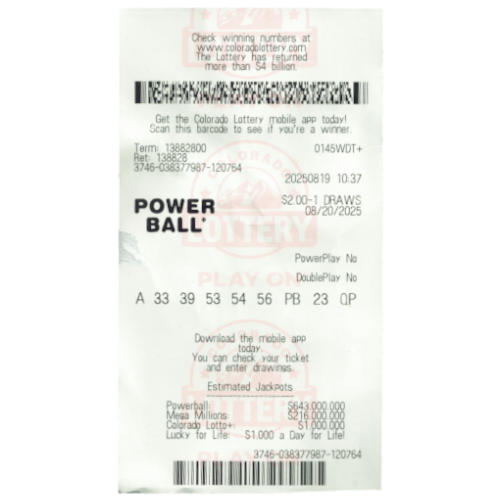 Check winning numbers at
www.coloradolottery.com
The Lottery has returned
more than $4 billion.
Get the Colorado Lottery mobile app today!
Scan this barcode to see if you're a winner.
Term: 13882800 0145WDT+
Ret: 138828
3746-038377987-120764
20250819 10:37
POWER BALL
$2.00-1 DRAWS
08/20/2025
COLORADO LOTTERY
PLAY ON
PowerPlay No
DoublePlay No
A 33 39 53 54 56 PB 23 QP
Download the mobile app
today.
You can check your ticket
and enter drawings.
Estimated Jackpots
Powerball: $643,000,000
Mega Millions: $216,000,000
Colorado Lotto+: $1,000,000
Lucky for Life: $1,000 a Day for Life!
3746-038377987-120764